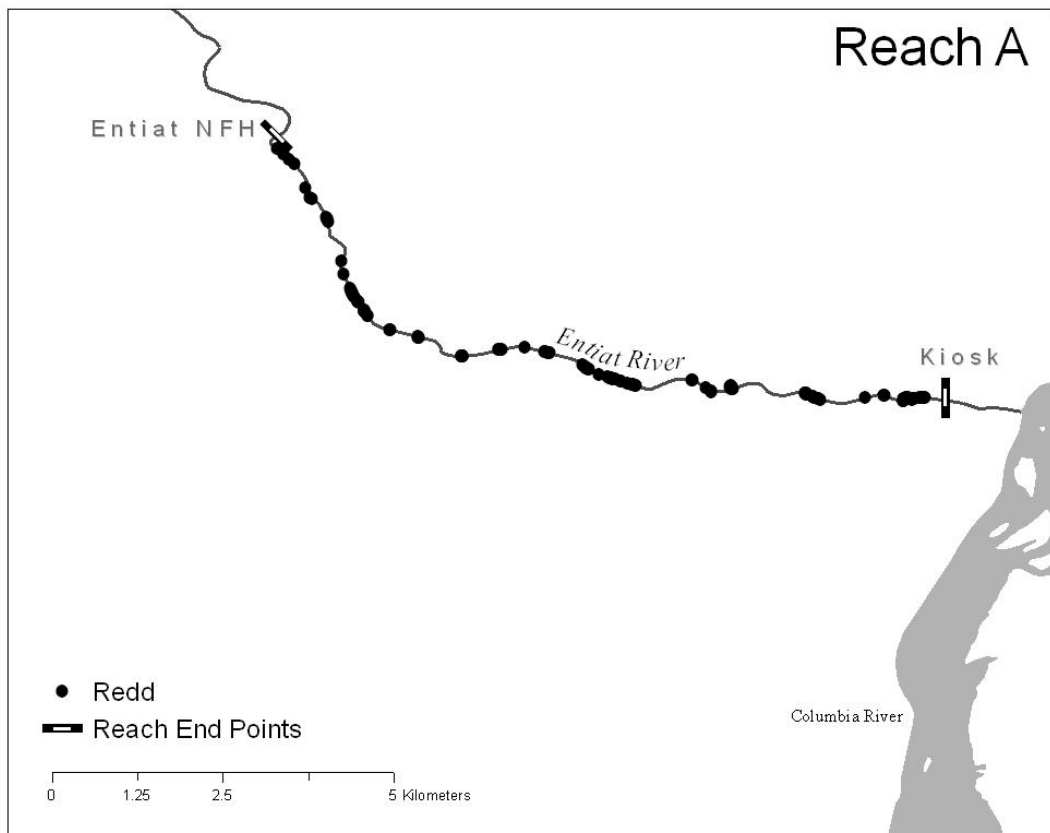 Reach A
Entiat NFH
Entiat River
Kiosk
Columbia River
Redd
Reach End Points
0 1.25 2.5 5 Kilometers